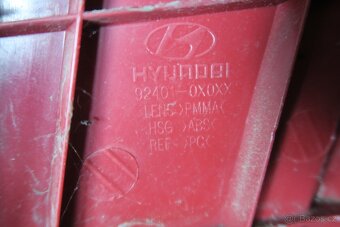 HYUNDAI
92401-0X0XX
LENS>PMMA<
HSG >ABS<
REF >PC<